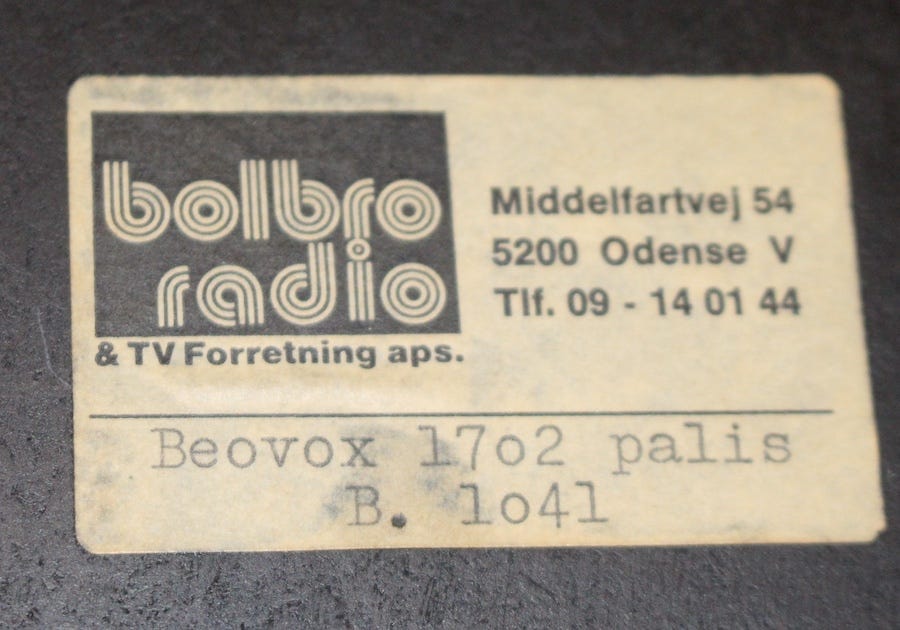 bolbro
radio
& TV Forretning aps.
Middelfartvej 54
5200 Odense V
Tlf. 09 - 14 01 44
Beovox 17o2 palis
B. 1o41